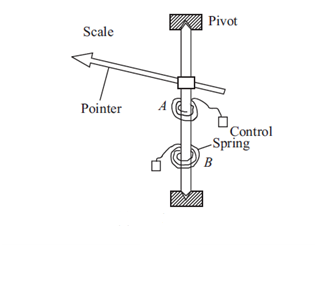 Pivot
Scale
Pointer
A
Control
Spring
B